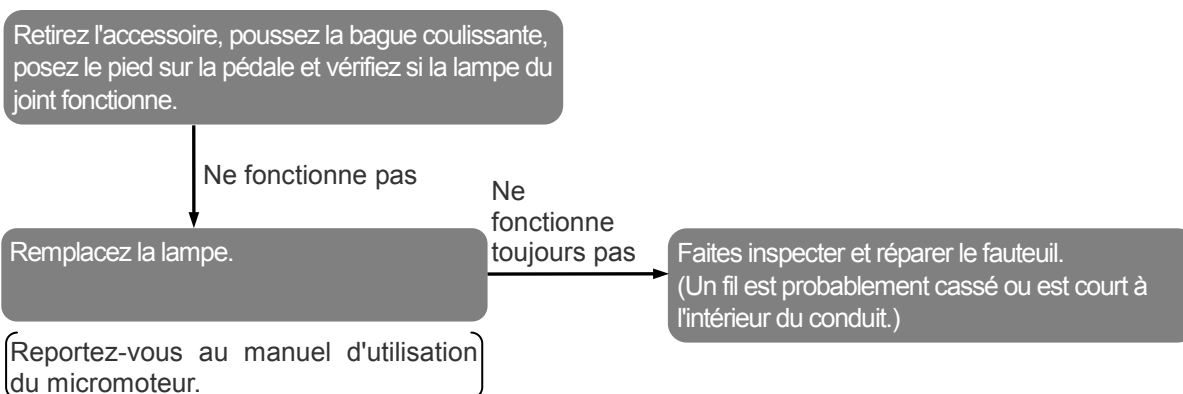 Retirez l'accessoire, poussez la bague coulissante,
posez le pied sur la pédale et vérifiez si la lampe du
joint fonctionne.
Ne fonctionne pas
Remplacez la lampe.
Reportez-vous au manuel d'utilisation
du micromoteur.
Ne
fonctionne
toujours pas
Faites inspecter et réparer le fauteuil.
(Un fil est probablement cassé ou est court à
l'intérieur du conduit.)